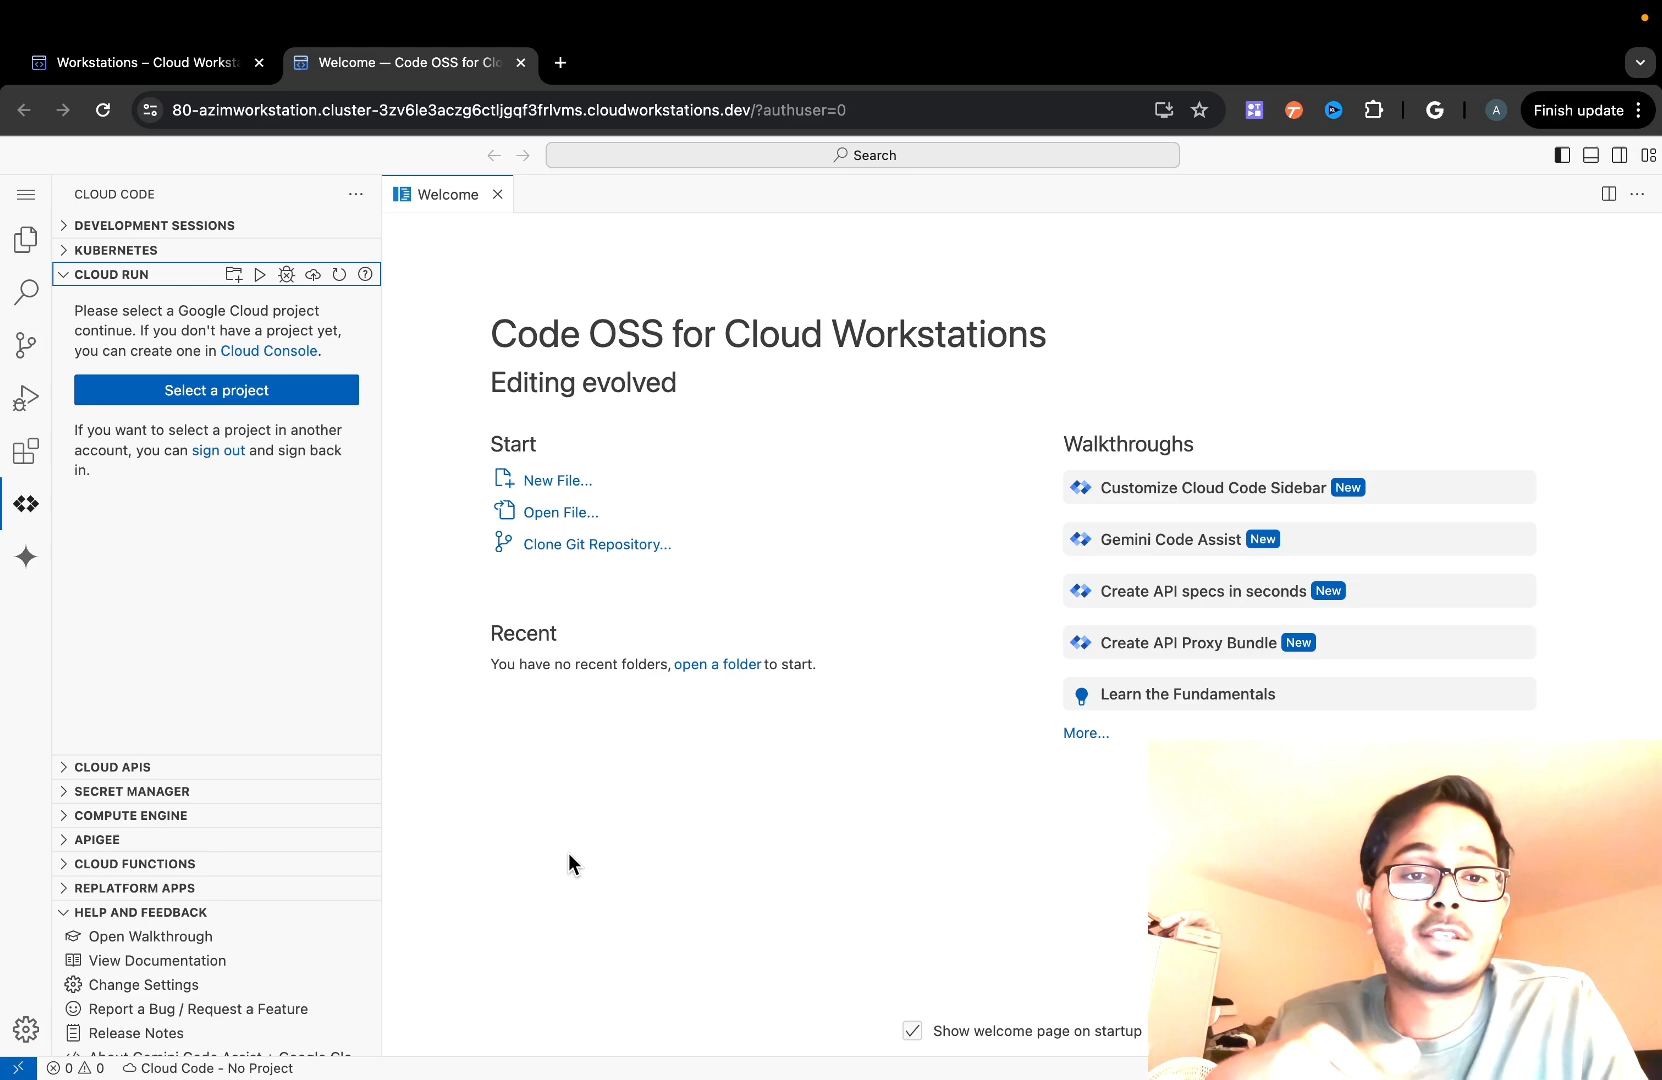 Workstations – Cloud Workst
Welcome — Code OSS for Clo
80-azimworkstation.cluster-3zv6le3aczg6ctljgqf3frlvms.cloudworkstations.dev/?authuser=0
A
Finish update
Search
CLOUD CODE
Welcome
DEVELOPMENT SESSIONS
KUBERNETES
CLOUD RUN
Please select a Google Cloud project
continue. If you don't have a project yet,
you can create one in Cloud Console.
Select a project
If you want to select a project in another
account, you can sign out and sign back
in.
CLOUD APIS
SECRET MANAGER
COMPUTE ENGINE
APIGEE
CLOUD FUNCTIONS
REPLATFORM APPS
HELP AND FEEDBACK
Open Walkthrough
View Documentation
Change Settings
Report a Bug / Request a Feature
Release Notes
Code OSS for Cloud Workstations
Editing evolved
Start
New File...
Open File...
Clone Git Repository...
Recent
You have no recent folders, open a folder to start.
Walkthroughs
Customize Cloud Code Sidebar New
Gemini Code Assist New
Create API specs in seconds New
Create API Proxy Bundle New
Learn the Fundamentals
More...
Show welcome page on startup
0 0 Cloud Code - No Project